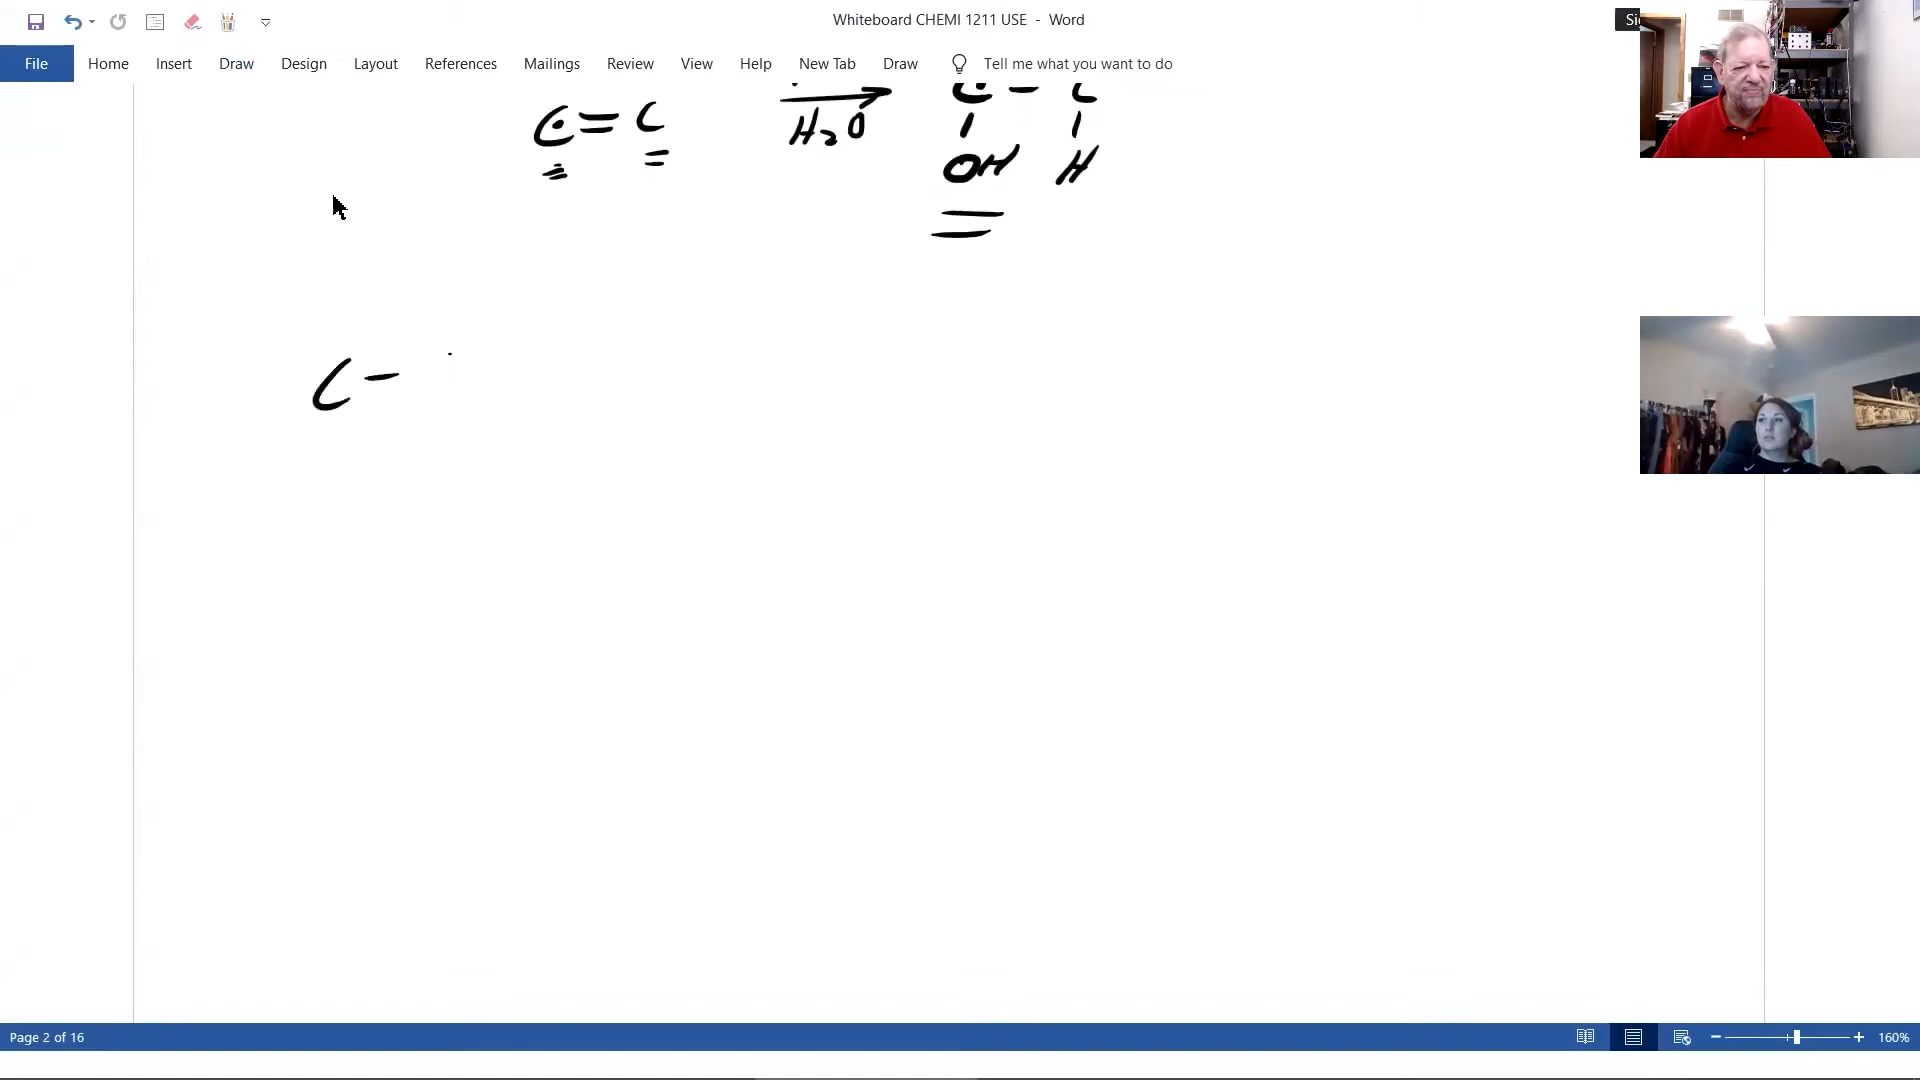 Whiteboard CHEMI 1211 USE - Word
File Home Insert Draw Design Layout References Mailings Review View Help New Tab Draw Tell me what you want to do
C = C H2O C - C
OH H
C -
Page 2 of 16
160%